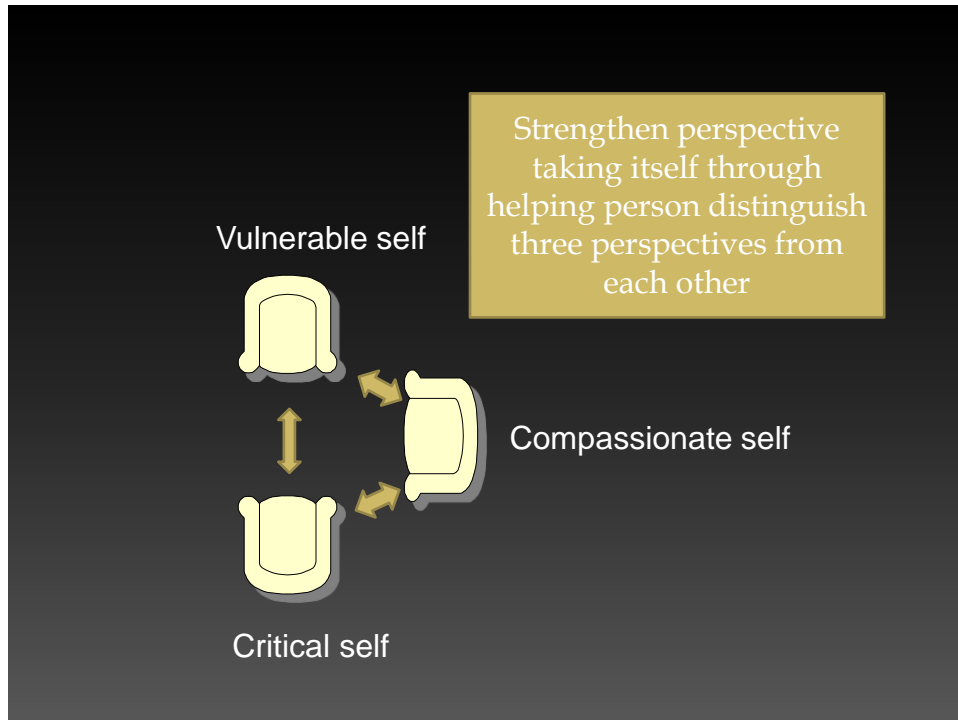 Strengthen perspective
taking itself through
helping person distinguish
three perspectives from
each other
Vulnerable self
Compassionate self
Critical self